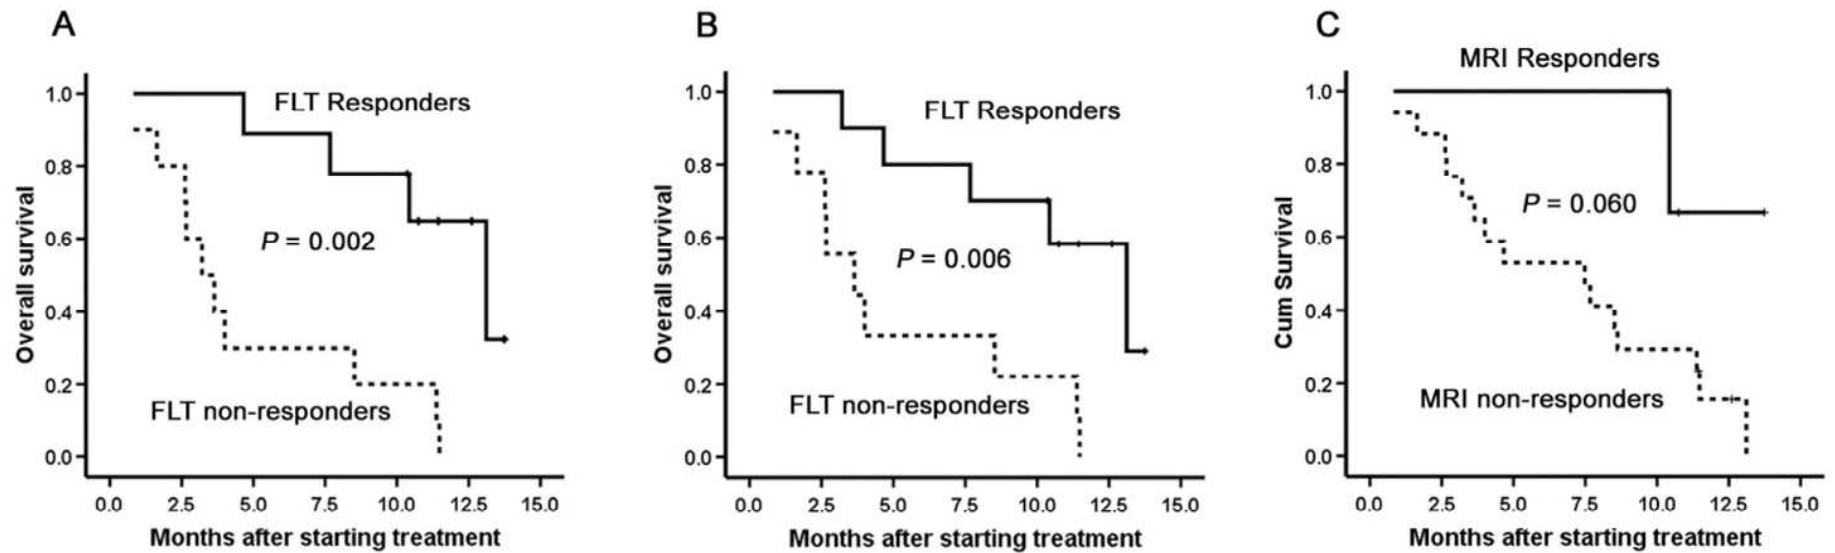 A
Overall survival
1.0
0.8
0.6
0.4
0.2
0.0
FLT Responders
P = 0.002
FLT non-responders
0.0 2.5 5.0 7.5 10.0 12.5 15.0
Months after starting treatment
B
Overall survival
1.0
0.8
0.6
0.4
0.2
0.0
FLT Responders
P = 0.006
FLT non-responders
0.0 2.5 5.0 7.5 10.0 12.5 15.0
Months after starting treatment
C
MRI Responders
Cum Survival
1.0
0.8
0.6
0.4
0.2
0.0
P = 0.060
MRI non-responders
0.0 2.5 5.0 7.5 10.0 12.5 15.0
Months after starting treatment